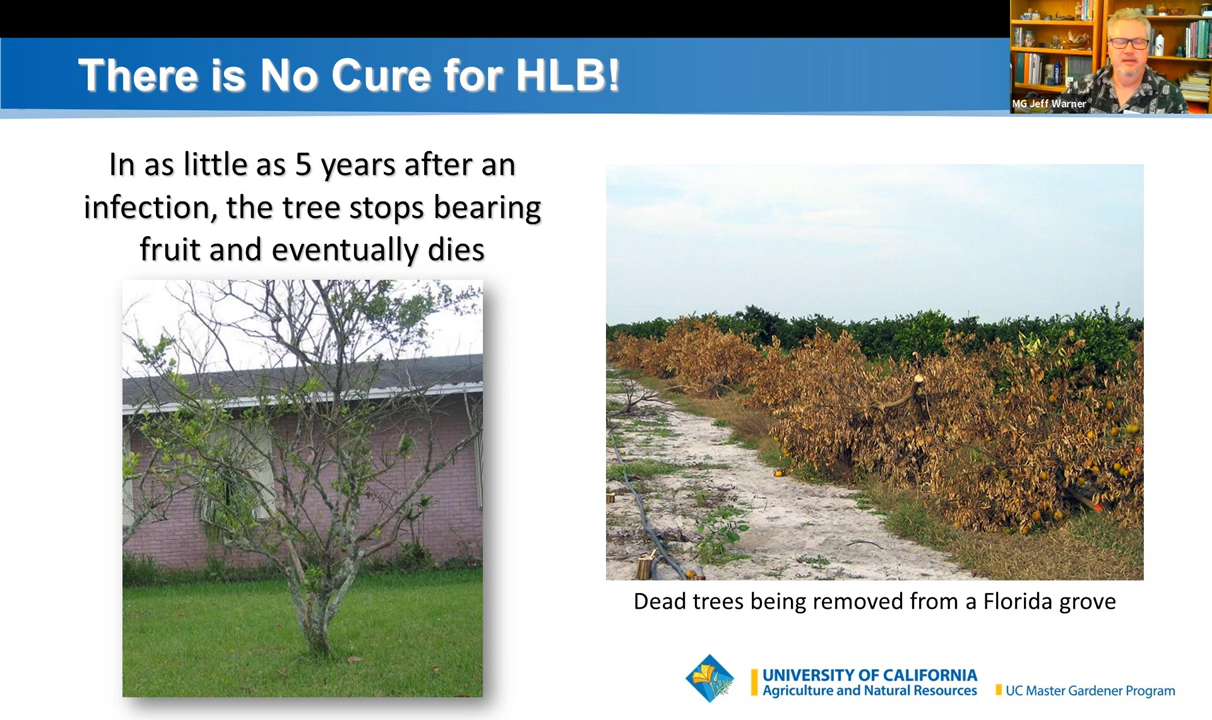 There is No Cure for HLB!
MG Jeff Warner
In as little as 5 years after an
infection, the tree stops bearing
fruit and eventually dies
Dead trees being removed from a Florida grove
UNIVERSITY OF CALIFORNIA
Agriculture and Natural Resources
UC Master Gardener Program